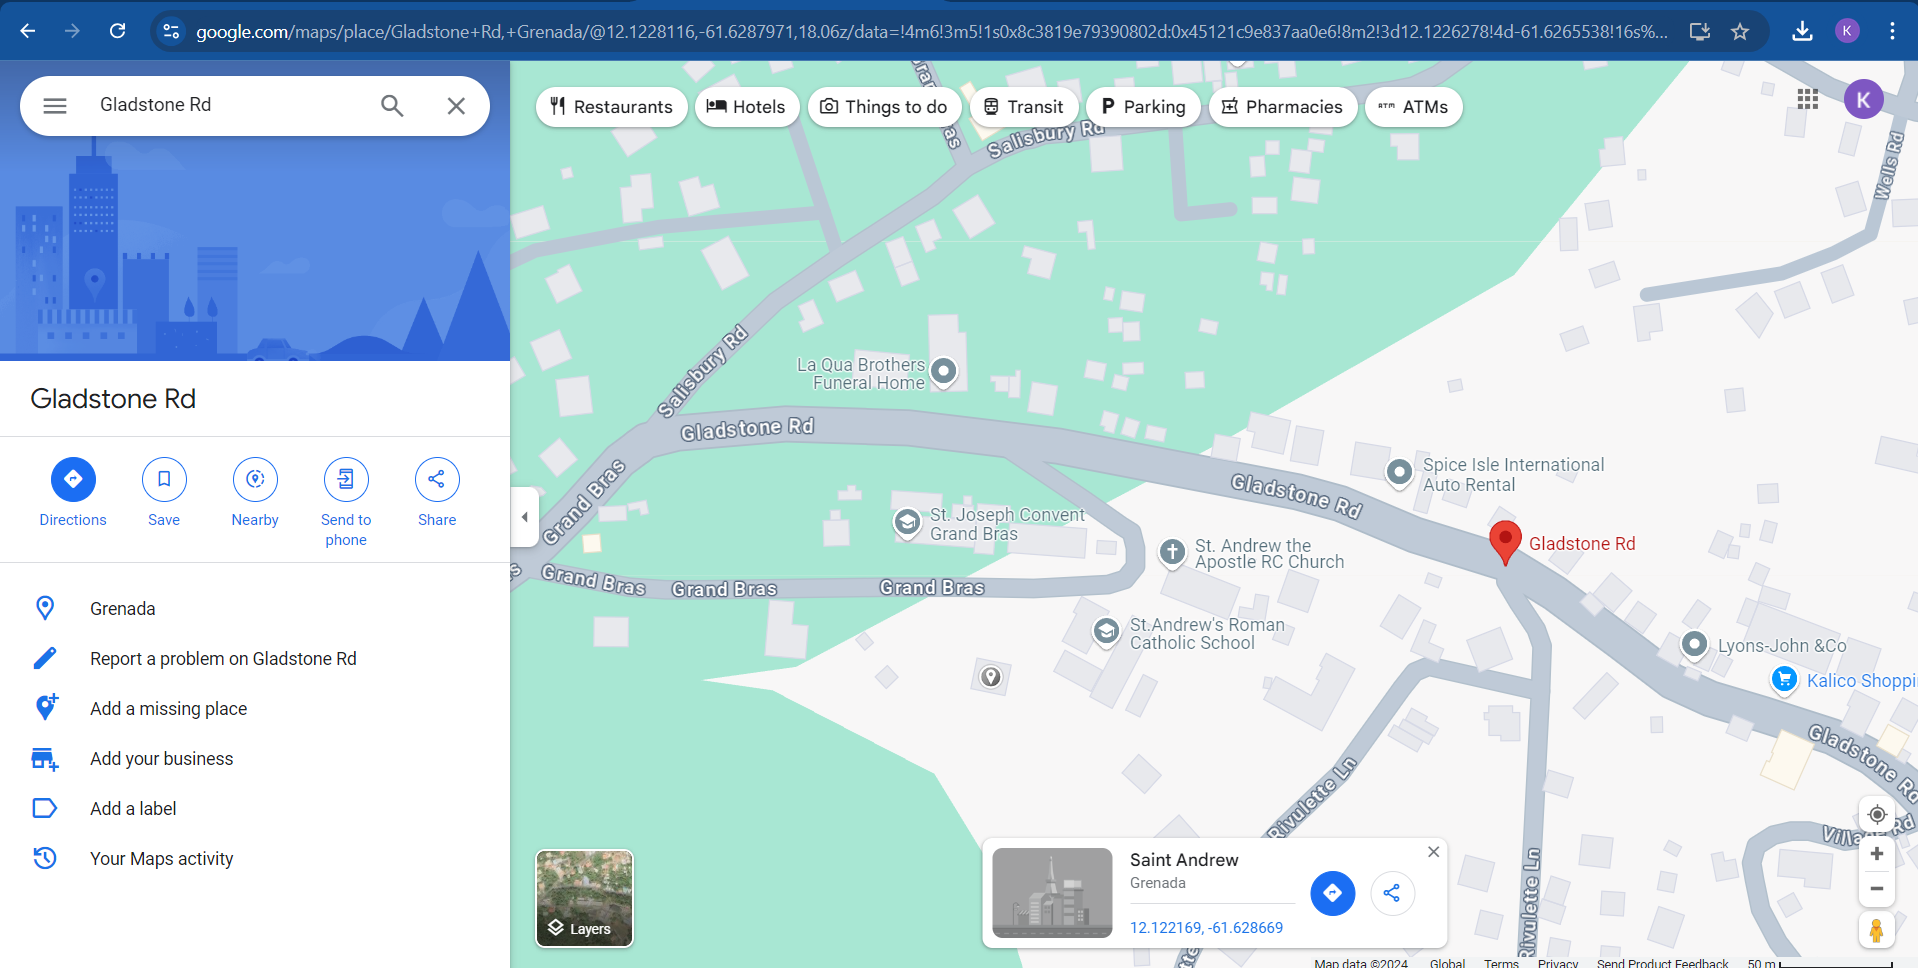 google.com/maps/place/Gladstone+Rd,+Grenada/@12.1228116,-61.6287971,18.06z/data=!4m6!3m5!1s0x8c3819e79390802d:0x45121c9e837aa0e6!8m2!3d12.1226278!4d-61.6265538!16s%...
K
Gladstone Rd
Restaurants
Hotels
Things to do
Transit
Parking
Pharmacies
ATMs
K
Gladstone Rd
Directions
Save
Nearby
Send to
phone
Share
Grenada
Report a problem on Gladstone Rd
Add a missing place
Add your business
Add a label
Your Maps activity
Salisbury Rd
Wells Rd
Salisbury Rd
La Qua Brothers
Funeral Home
Gladstone Rd
Grand Bras
Gladstone Rd
Spice Isle International
Auto Rental
St. Joseph Convent
Grand Bras
St. Andrew the
Apostle RC Church
Gladstone Rd
Grand Bras
Grand Bras
Grand Bras
St.Andrew's Roman
Catholic School
Lyons-John &Co
Kalico Shoppi
Gladstone Rd
Rivulette Ln
Rivulette Ln
Layers
Saint Andrew
Grenada
12.122169, -61.628669
Map data ©2024
Global
Terms
Privacy
Send Product Feedback
50 m